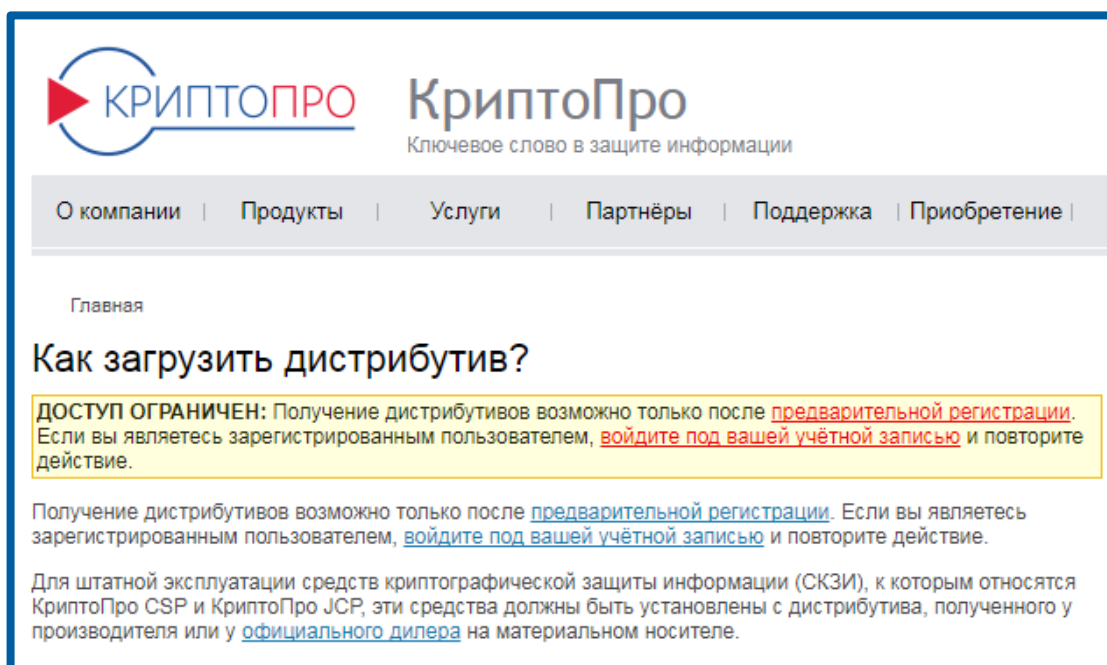 КРИПТОПРО
КриптоПро
Ключевое слово в защите информации
О компании | Продукты | Услуги | Партнёры | Поддержка | Приобретение |
Главная
Как загрузить дистрибутив?
ДОСТУП ОГРАНИЧЕН: Получение дистрибутивов возможно только после предварительной регистрации.
Если вы являетесь зарегистрированным пользователем, войдите под вашей учётной записью и повторите
действие.
Получение дистрибутивов возможно только после предварительной регистрации. Если вы являетесь
зарегистрированным пользователем, войдите под вашей учётной записью и повторите действие.
Для штатной эксплуатации средств криптографической защиты информации (СКЗИ), к которым относятся
КриптоПро CSP и КриптоПро JCP, эти средства должны быть установлены с дистрибутива, полученного у
производителя или у официального дилера на материальном носителе.